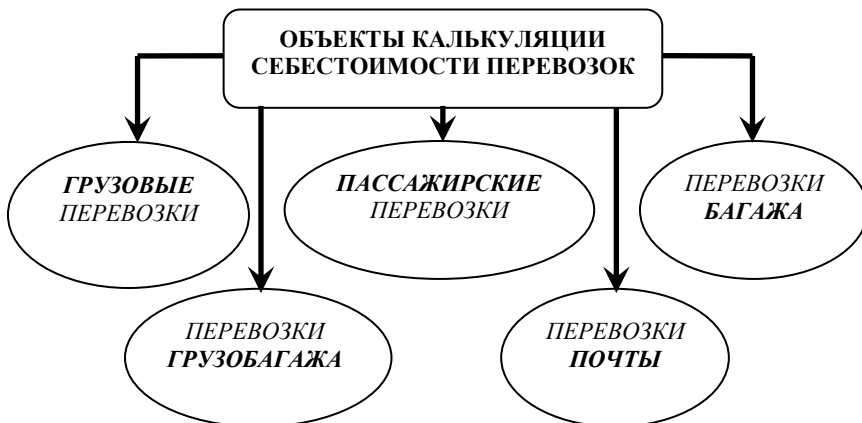 ОБЪЕКТЫ КАЛЬКУЛЯЦИИ
СЕБЕСТОИМОСТИ ПЕРЕВОЗОК
ГРУЗОВЫЕ
ПЕРЕВОЗКИ
ПАССАЖИРСКИЕ
ПЕРЕВОЗКИ
ПЕРЕВОЗКИ
БАГАЖА
ПЕРЕВОЗКИ
ГРУЗОБАГАЖА
ПЕРЕВОЗКИ
ПОЧТЫ